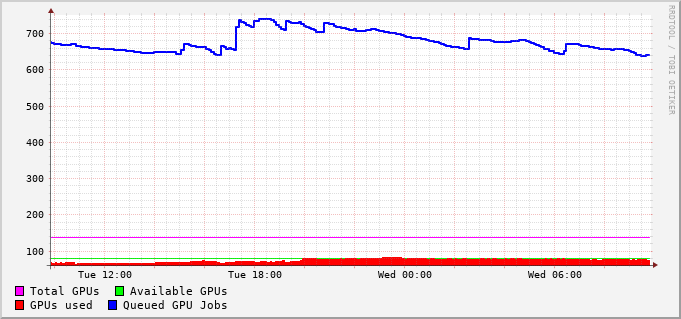 700
600
500
400
300
200
100
Tue 12:00 Tue 18:00 Wed 00:00 Wed 06:00
Total GPUs Available GPUs
GPUs used Queued GPU Jobs
RRDTOOL / TOBI OETIKER